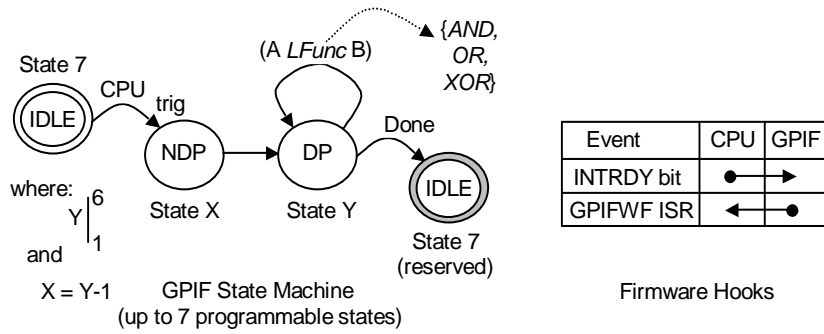 State 7
IDLE
CPU
trig
NDP
State X
(A LFunc B)
{AND,
OR,
XOR}
DP
State Y
Done
IDLE
State 7
(reserved)
where:
Y 6
1
and
X = Y-1
GPIF State Machine
(up to 7 programmable states)
Event CPU GPIF
INTRDY bit
GPIFWF ISR
Firmware Hooks